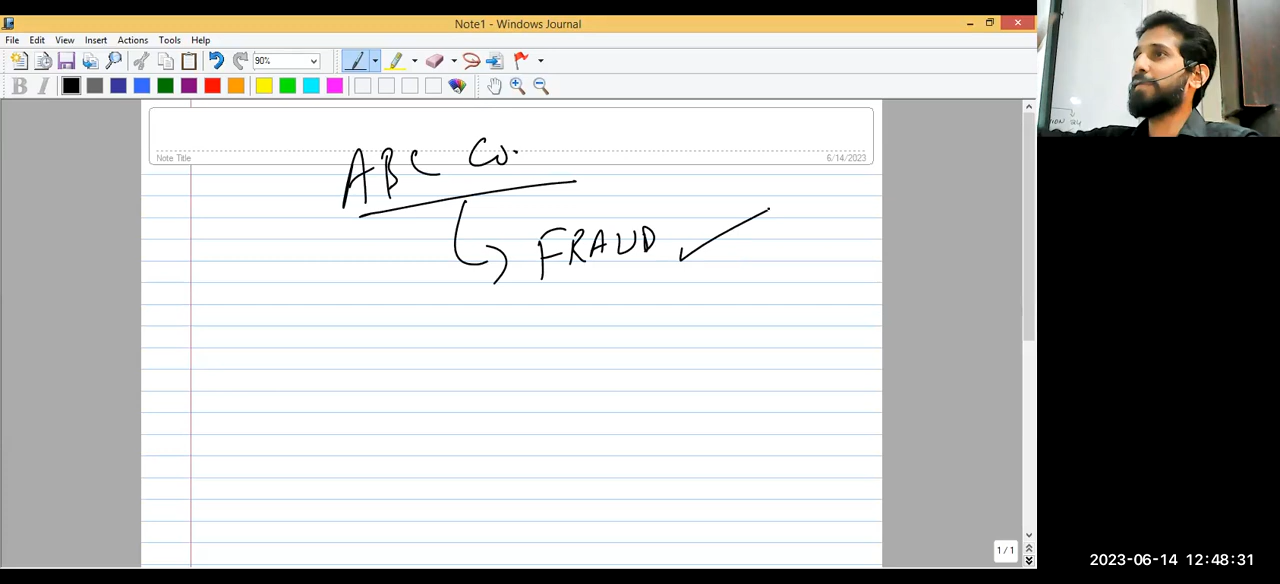 Note1 - Windows Journal
File Edit View Insert Actions Tools Help
90%
B I
Note Title
6/14/2023
ABC Co.
FRAUD
1 / 1
2023-06-14 12:48:31